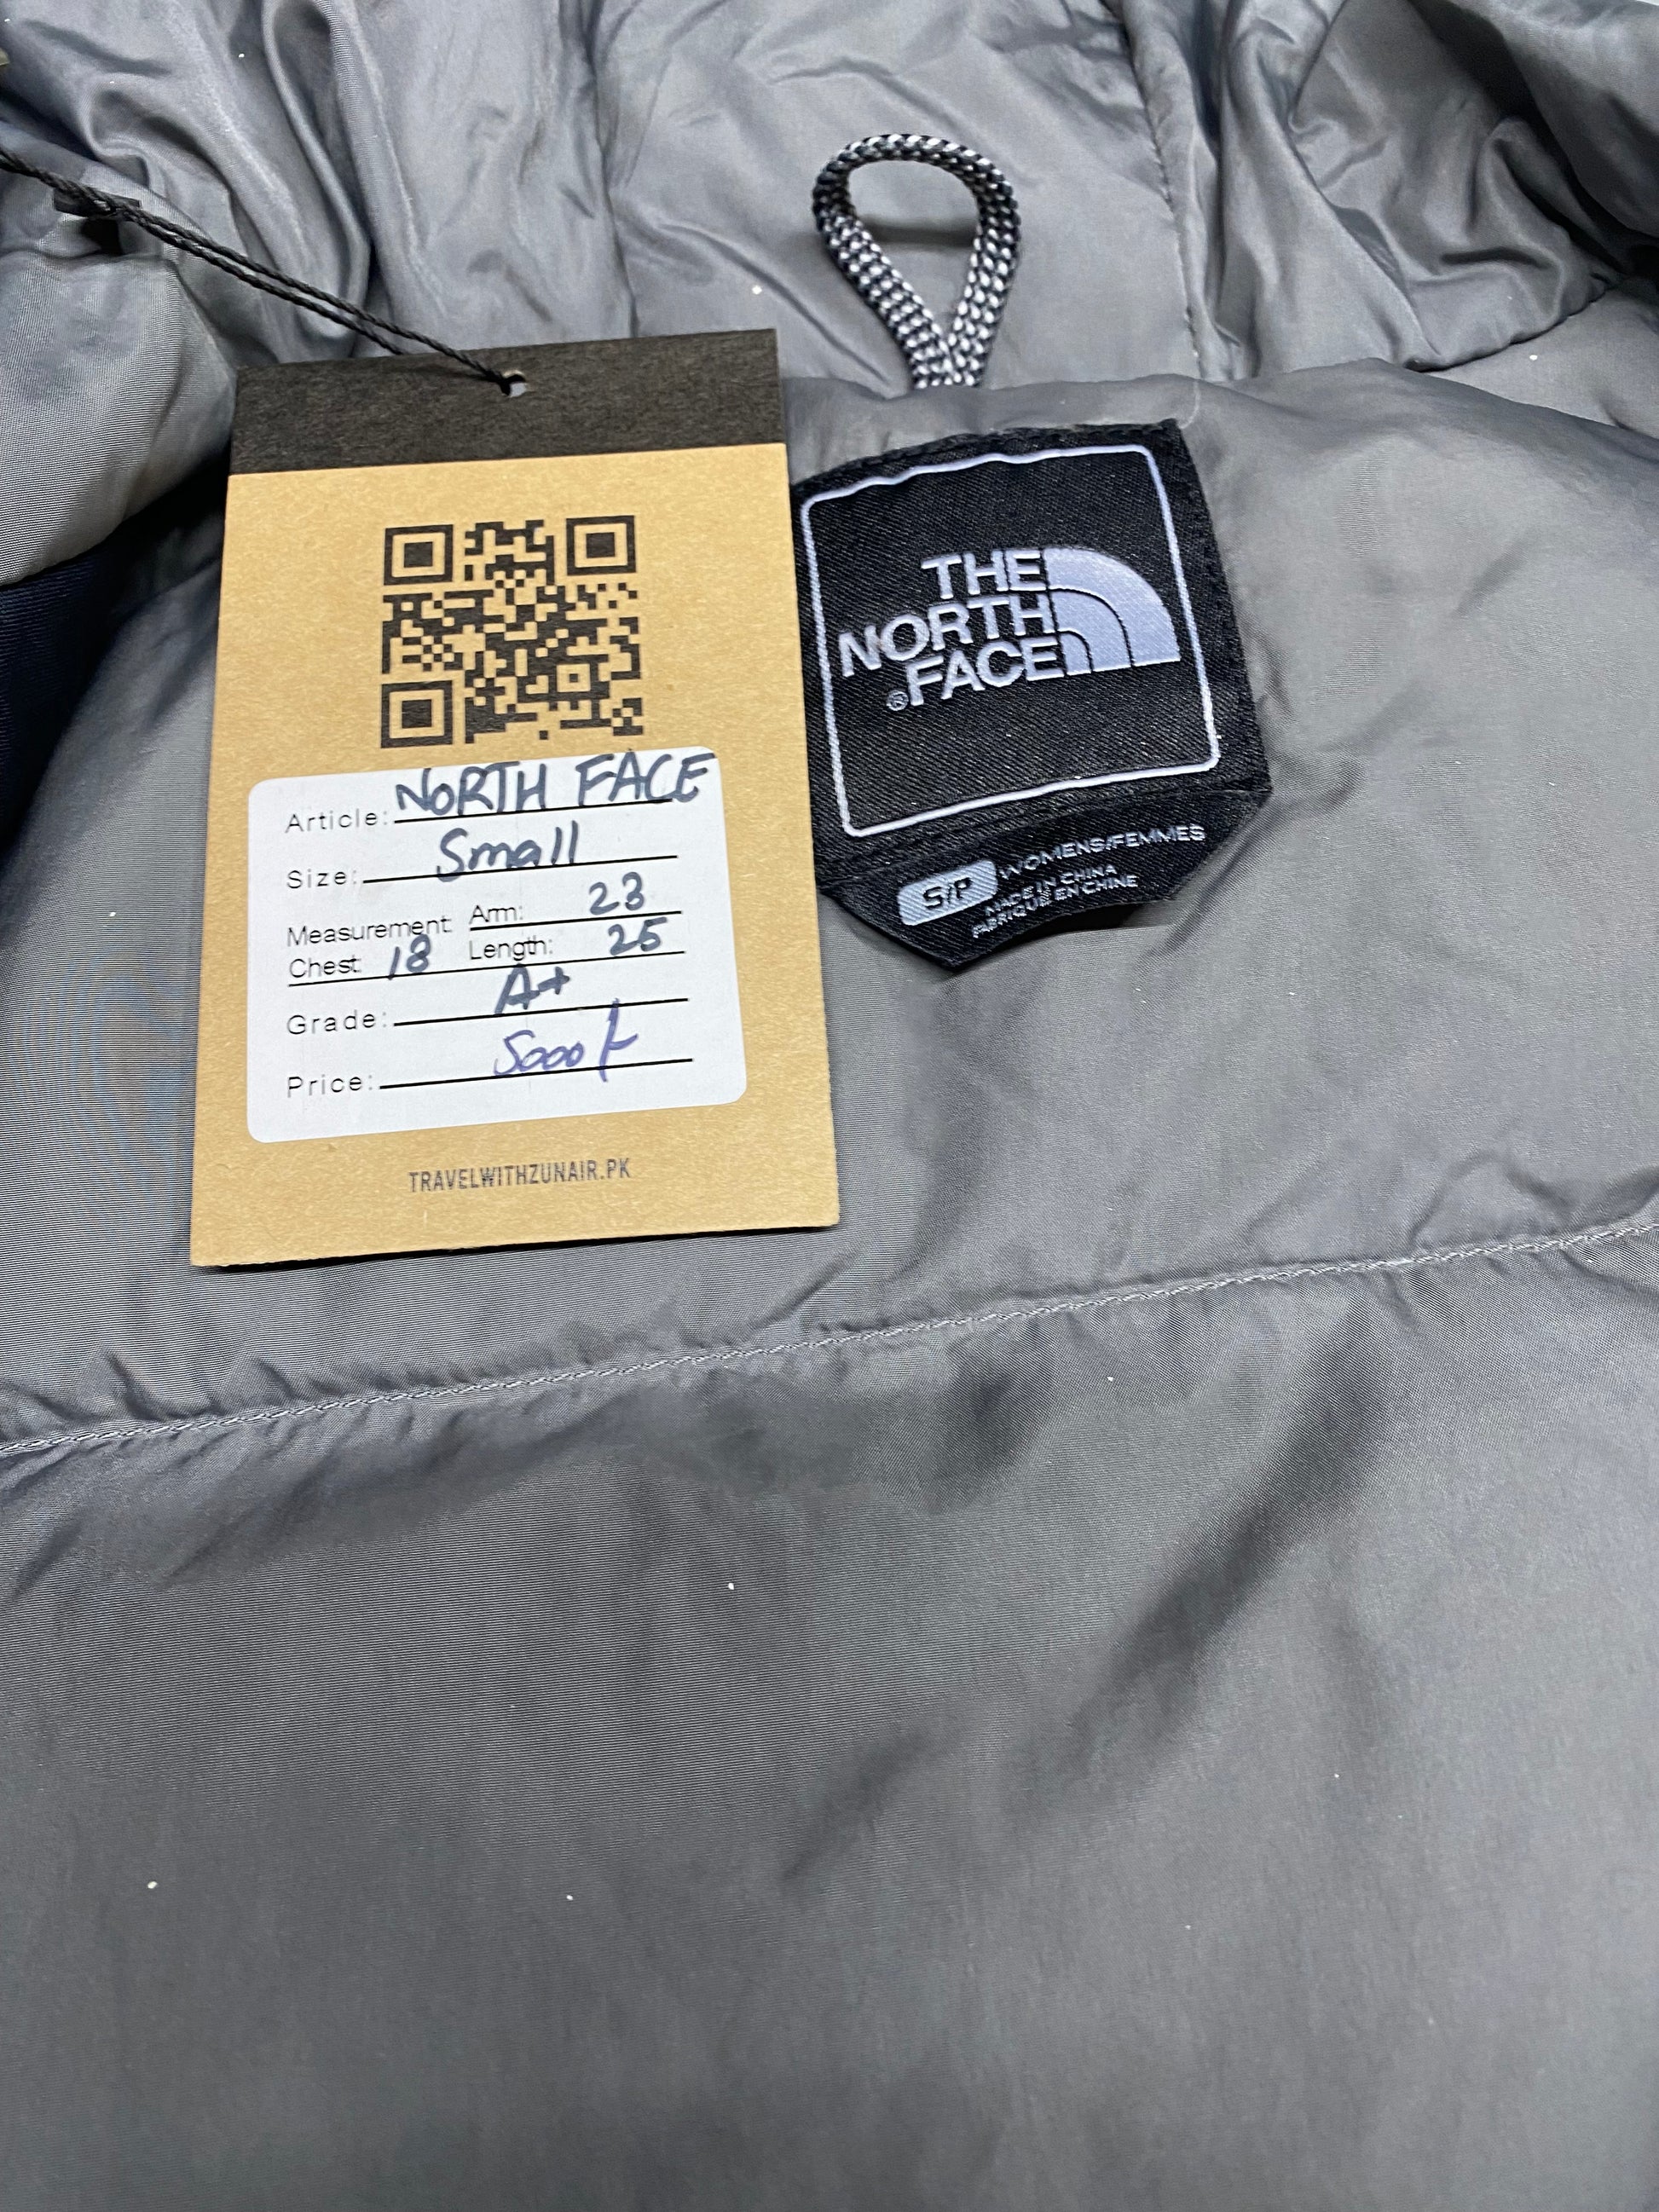 Article: NORTH FACE
Size: Small
Measurement: Arm: 23
Chest: 18 Length: 25
Grade: A+
Price: 5000/-
TRAVELWITHZUNAIR.PK
THE
NORTH
FACE
®
S/P WOMENS/FEMMES
MADE IN CHINA
FABRIQUE EN CHINE